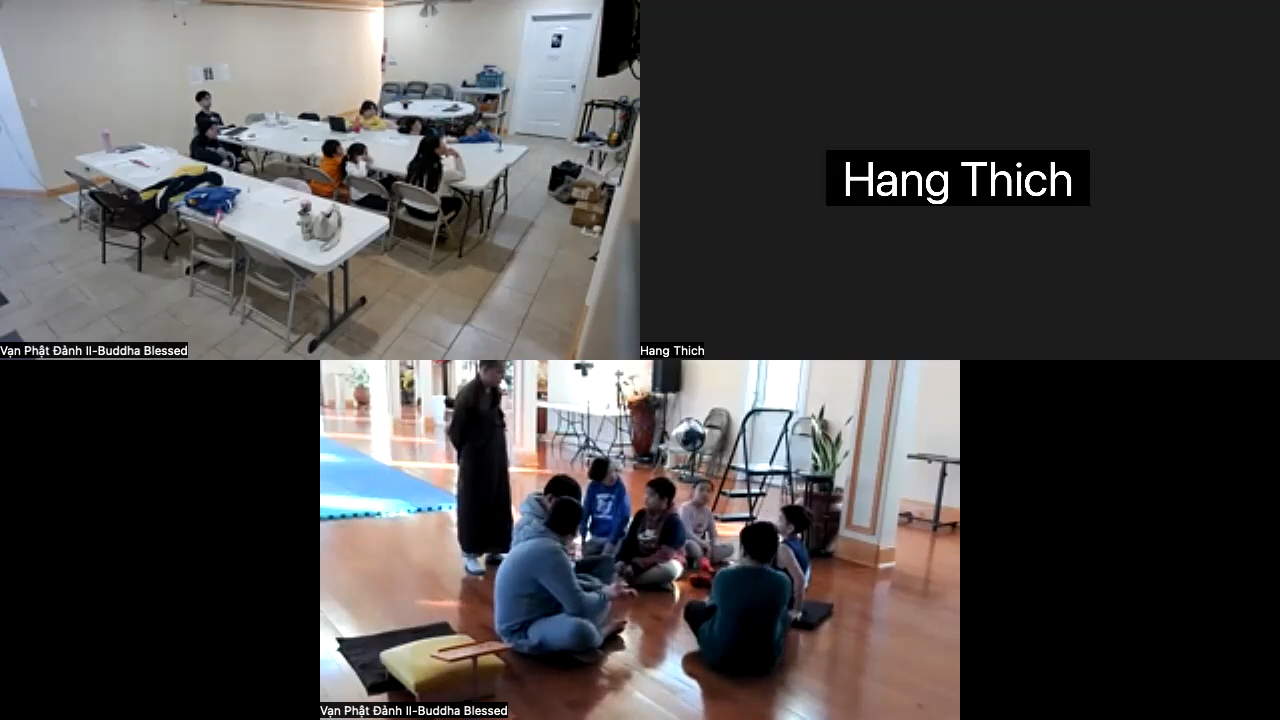 Hang Thich
Vạn Phật Đảnh II-Buddha Blessed
Hang Thich
Vạn Phật Đảnh II-Buddha Blessed